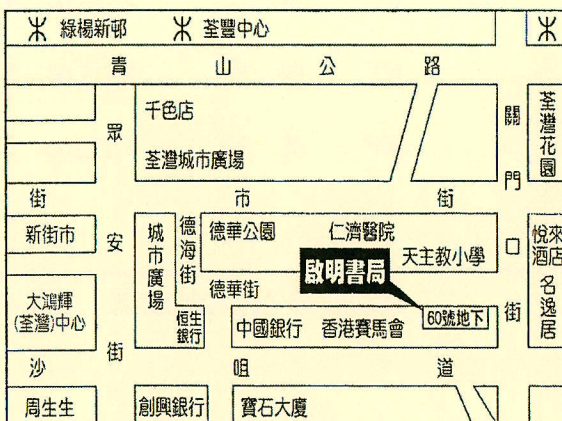 綠楊新邨
荃豐中心
青山公路
千色店
荃灣城市廣場
眾安街
關門口街
荃灣花園
街市街
新街市
城市廣場
德海街
德華公園
仁濟醫院
天主教小學
悅來酒店
名逸居
啟明書局
德華街
大鴻輝
(荃灣)中心
恒生
銀行
中國銀行
香港賽馬會
60號地下
沙咀道
周生生
創興銀行
寶石大廈